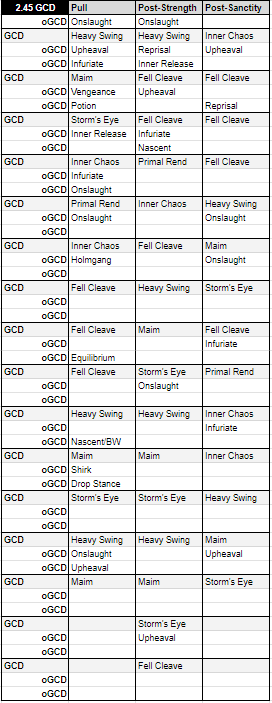 2.45 GCD Pull Post-Strength Post-Sanctity
oGCD Onslaught Onslaught
GCD Heavy Swing Heavy Swing Inner Chaos
oGCD Upheaval Reprisal Upheaval
oGCD Infuriate Inner Release
GCD Maim Fell Cleave Fell Cleave
oGCD Vengeance Upheaval
oGCD Potion Reprisal
GCD Storm's Eye Fell Cleave Fell Cleave
oGCD Inner Release Infuriate
oGCD Nascent
GCD Inner Chaos Primal Rend Fell Cleave
oGCD Infuriate
oGCD Onslaught
GCD Primal Rend Inner Chaos Heavy Swing
oGCD Onslaught Onslaught
oGCD
GCD Inner Chaos Fell Cleave Maim
oGCD Holmgang Onslaught
oGCD
GCD Fell Cleave Heavy Swing Storm's Eye
oGCD
oGCD
GCD Fell Cleave Maim Fell Cleave
oGCD Infuriate
oGCD Equilibrium
GCD Fell Cleave Storm's Eye Primal Rend
oGCD Onslaught
oGCD
GCD Heavy Swing Heavy Swing Inner Chaos
oGCD Infuriate
oGCD Nascent/BW
GCD Maim Maim Inner Chaos
oGCD Shirk
oGCD Drop Stance
GCD Storm's Eye Storm's Eye Heavy Swing
oGCD
oGCD
GCD Heavy Swing Heavy Swing Maim
oGCD Onslaught Upheaval
oGCD Upheaval
GCD Maim Maim Storm's Eye
oGCD
oGCD
GCD Storm's Eye
oGCD Upheaval
oGCD
GCD Fell Cleave
oGCD
oGCD